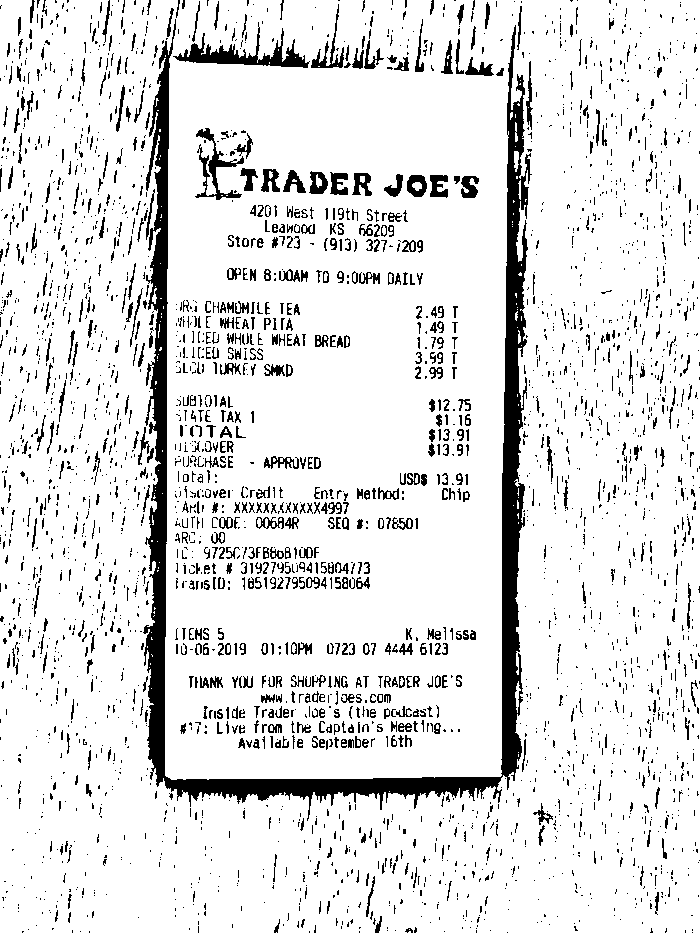 TRADER JOE'S
4201 West 119th Street
Leawood KS 66209
Store #723 - (913) 327-7209
OPEN 8:00AM TO 9:00PM DAILY
ORG CHAMOMILE TEA 2.49 T
WHOLE WHEAT PITA 1.49 T
SLICED WHOLE WHEAT BREAD 1.79 T
SLICED SWISS 3.99 T
SLCD TURKEY SMKD 2.99 T
SUBTOTAL $12.75
STATE TAX 1 $1.16
TOTAL $13.91
DISCOVER $13.91
PURCHASE - APPROVED
Total: USD$ 13.91
Discover Credit Entry Method: Chip
CARD #: XXXXXXXXXXXX4997
AUTH CODE: 00684R SEQ #: 078501
ARC: 00
Ticket # 319279509415804773
TransID: 185192795094158064
ITEMS 5 K, Melissa
10-06-2019 01:10PM 0723 07 4444 6123
THANK YOU FOR SHOPPING AT TRADER JOE'S
www.traderjoes.com
Inside Trader Joe's (the podcast)
#17: Live from the Captain's Meeting...
Available September 16th